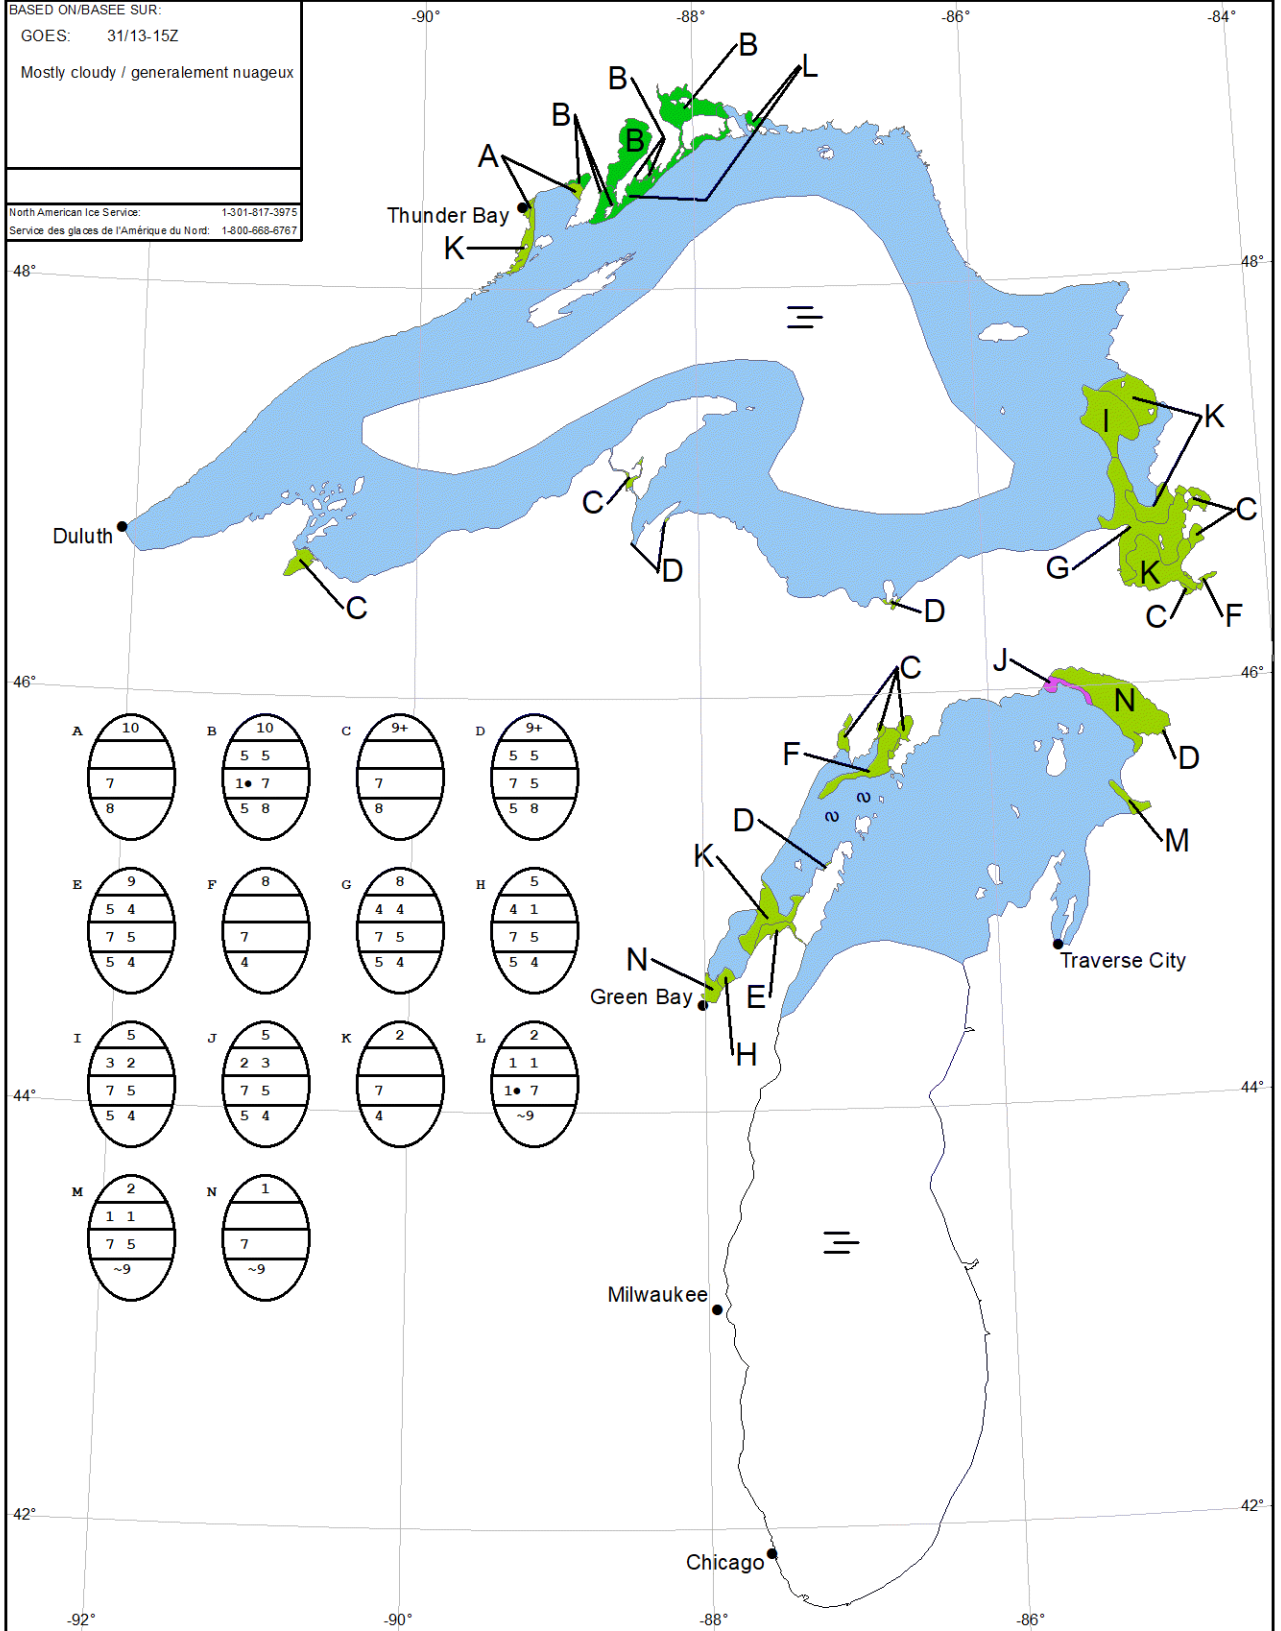 BASED ON/BASEE SUR:
GOES: 31/13-15Z
Mostly cloudy / generalement nuageux
North American Ice Service: 1-301-817-3975
Service des glaces de l'Amérique du Nord: 1-800-668-6767
-90° -88° -86° -84°
B
L
B
B
B
A
Thunder Bay
K
48° 48°
I
K
C
C
Duluth
D
G
K
C
D
C
F
46° 46°
J
C
N
F
D
D
M
K
N
Traverse City
Green Bay
E
H
A 10
7
8
B 10
5 5
1● 7
5 8
C 9+
7
8
D 9+
5 5
7 5
5 8
E 9
5 4
7 5
5 4
F 8
7
4
G 8
4 4
7 5
5 4
H 5
4 1
7 5
5 4
I 5
3 2
7 5
5 4
J 5
2 3
7 5
5 4
K 2
7
4
L 2
1 1
1● 7
~9
44° 44°
M 2
1 1
7 5
~9
N 1
7
~9
Milwaukee
42° 42°
Chicago
-92° -90° -88° -86°